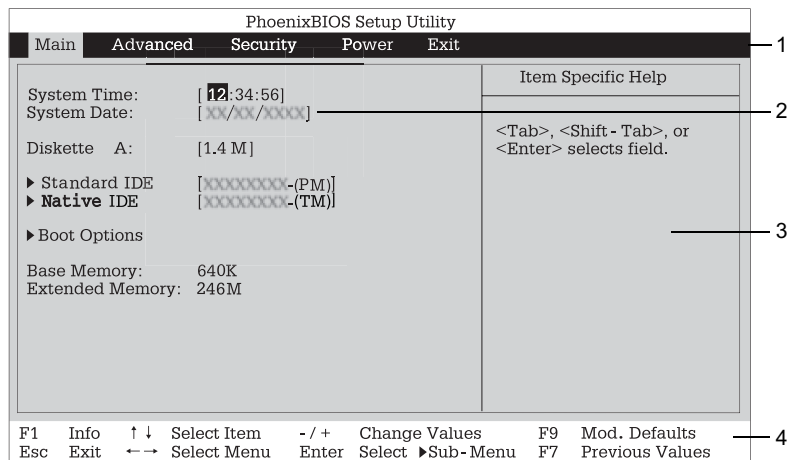 PhoenixBIOS Setup Utility
Main Advanced Security Power Exit
1
Item Specific Help
System Time: [12:34:56]
System Date: [XX/XX/XXXX]
2
<Tab>, <Shift-Tab>, or
<Enter> selects field.
Diskette A: [1.4 M]
▶ Standard IDE [XXXXXXXX-(PM)]
▶ Native IDE [XXXXXXXX-(TM)]
▶ Boot Options
3
Base Memory: 640K
Extended Memory: 246M
F1 Info ↑ ↓ Select Item - / + Change Values F9 Mod. Defaults
4
Esc Exit ← → Select Menu Enter Select ▶ Sub-Menu F7 Previous Values